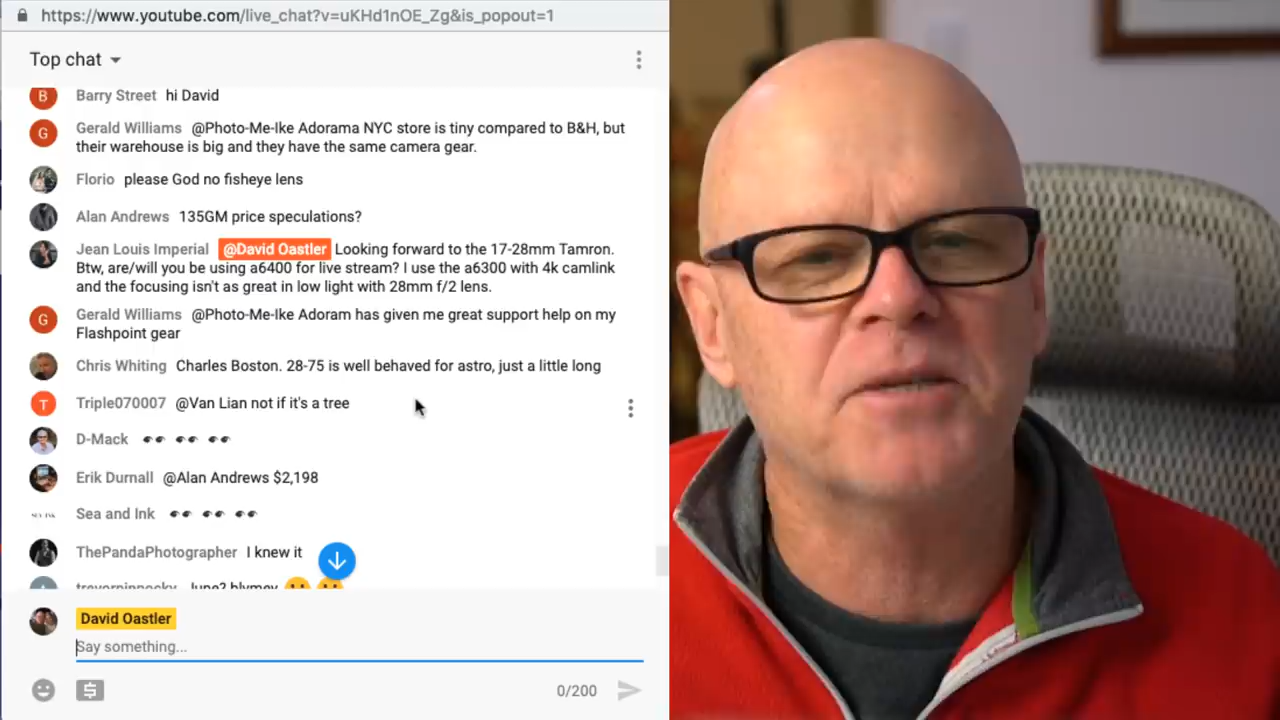 https://www.youtube.com/live_chat?v=uKHd1nOE_Zg&is_popout=1
Top chat
B Barry Street hi David
G Gerald Williams @Photo-Me-Ike Adorama NYC store is tiny compared to B&H, but
their warehouse is big and they have the same camera gear.
Florio please God no fisheye lens
Alan Andrews 135GM price speculations?
Jean Louis Imperial @David Oastler Looking forward to the 17-28mm Tamron.
Btw, are/will you be using a6400 for live stream? I use the a6300 with 4k camlink
and the focusing isn't as great in low light with 28mm f/2 lens.
G Gerald Williams @Photo-Me-Ike Adoram has given me great support help on my
Flashpoint gear
Chris Whiting Charles Boston. 28-75 is well behaved for astro, just a little long
T Triple070007 @Van Lian not if it's a tree
D-Mack
Erik Durnall @Alan Andrews $2,198
Sea and Ink
ThePandaPhotographer I knew it
June? blymey
David Oastler
Say something...
0/200